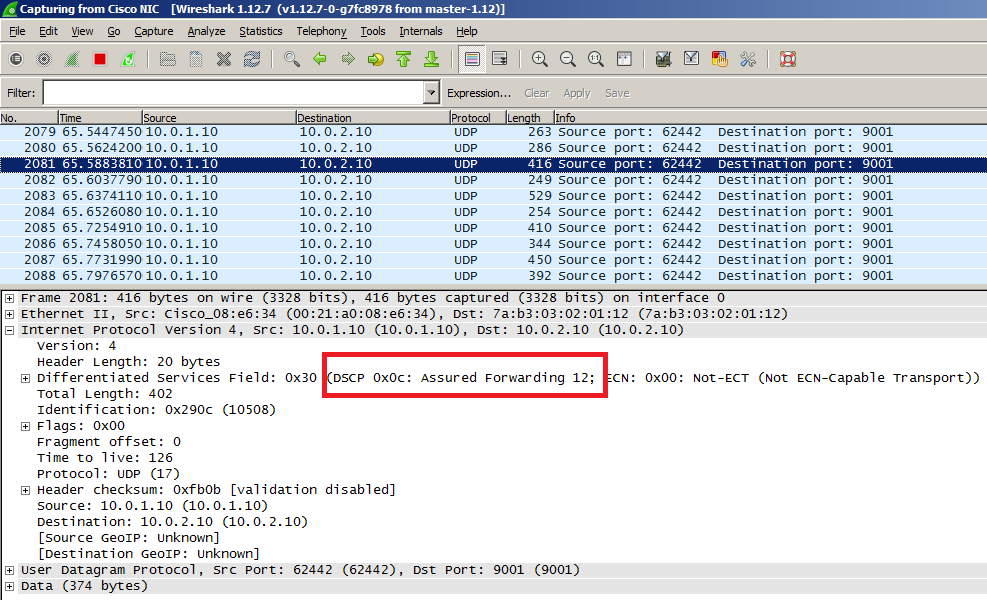 Capturing from Cisco NIC   [Wireshark 1.12.7  (v1.12.7-0-g7fc8978 from master-1.12)]
File Edit View Go Capture Analyze Statistics Telephony Tools Internals Help
Filter: Expression... Clear Apply Save
No. Time Source Destination Protocol Length Info
2079 65.5447450 10.0.1.10 10.0.2.10 UDP 263 Source port: 62442  Destination port: 9001
2080 65.5624200 10.0.1.10 10.0.2.10 UDP 286 Source port: 62442  Destination port: 9001
2081 65.5883810 10.0.1.10 10.0.2.10 UDP 416 Source port: 62442  Destination port: 9001
2082 65.6037790 10.0.1.10 10.0.2.10 UDP 249 Source port: 62442  Destination port: 9001
2083 65.6374110 10.0.1.10 10.0.2.10 UDP 529 Source port: 62442  Destination port: 9001
2084 65.6526080 10.0.1.10 10.0.2.10 UDP 254 Source port: 62442  Destination port: 9001
2085 65.7254910 10.0.1.10 10.0.2.10 UDP 410 Source port: 62442  Destination port: 9001
2086 65.7458050 10.0.1.10 10.0.2.10 UDP 344 Source port: 62442  Destination port: 9001
2087 65.7731990 10.0.1.10 10.0.2.10 UDP 450 Source port: 62442  Destination port: 9001
2088 65.7976570 10.0.1.10 10.0.2.10 UDP 392 Source port: 62442  Destination port: 9001
Frame 2081: 416 bytes on wire (3328 bits), 416 bytes captured (3328 bits) on interface 0
Ethernet II, Src: Cisco_08:e6:34 (00:21:a0:08:e6:34), Dst: 7a:b3:03:02:01:12 (7a:b3:03:02:01:12)
Internet Protocol Version 4, Src: 10.0.1.10 (10.0.1.10), Dst: 10.0.2.10 (10.0.2.10)
Version: 4
Header Length: 20 bytes
Differentiated Services Field: 0x30 (DSCP 0x0c: Assured Forwarding 12; ECN: 0x00: Not-ECT (Not ECN-Capable Transport))
Total Length: 402
Identification: 0x290c (10508)
Flags: 0x00
Fragment offset: 0
Time to live: 126
Protocol: UDP (17)
Header checksum: 0xfb0b [validation disabled]
Source: 10.0.1.10 (10.0.1.10)
Destination: 10.0.2.10 (10.0.2.10)
[Source GeoIP: Unknown]
[Destination GeoIP: Unknown]
User Datagram Protocol, Src Port: 62442 (62442), Dst Port: 9001 (9001)
Data (374 bytes)